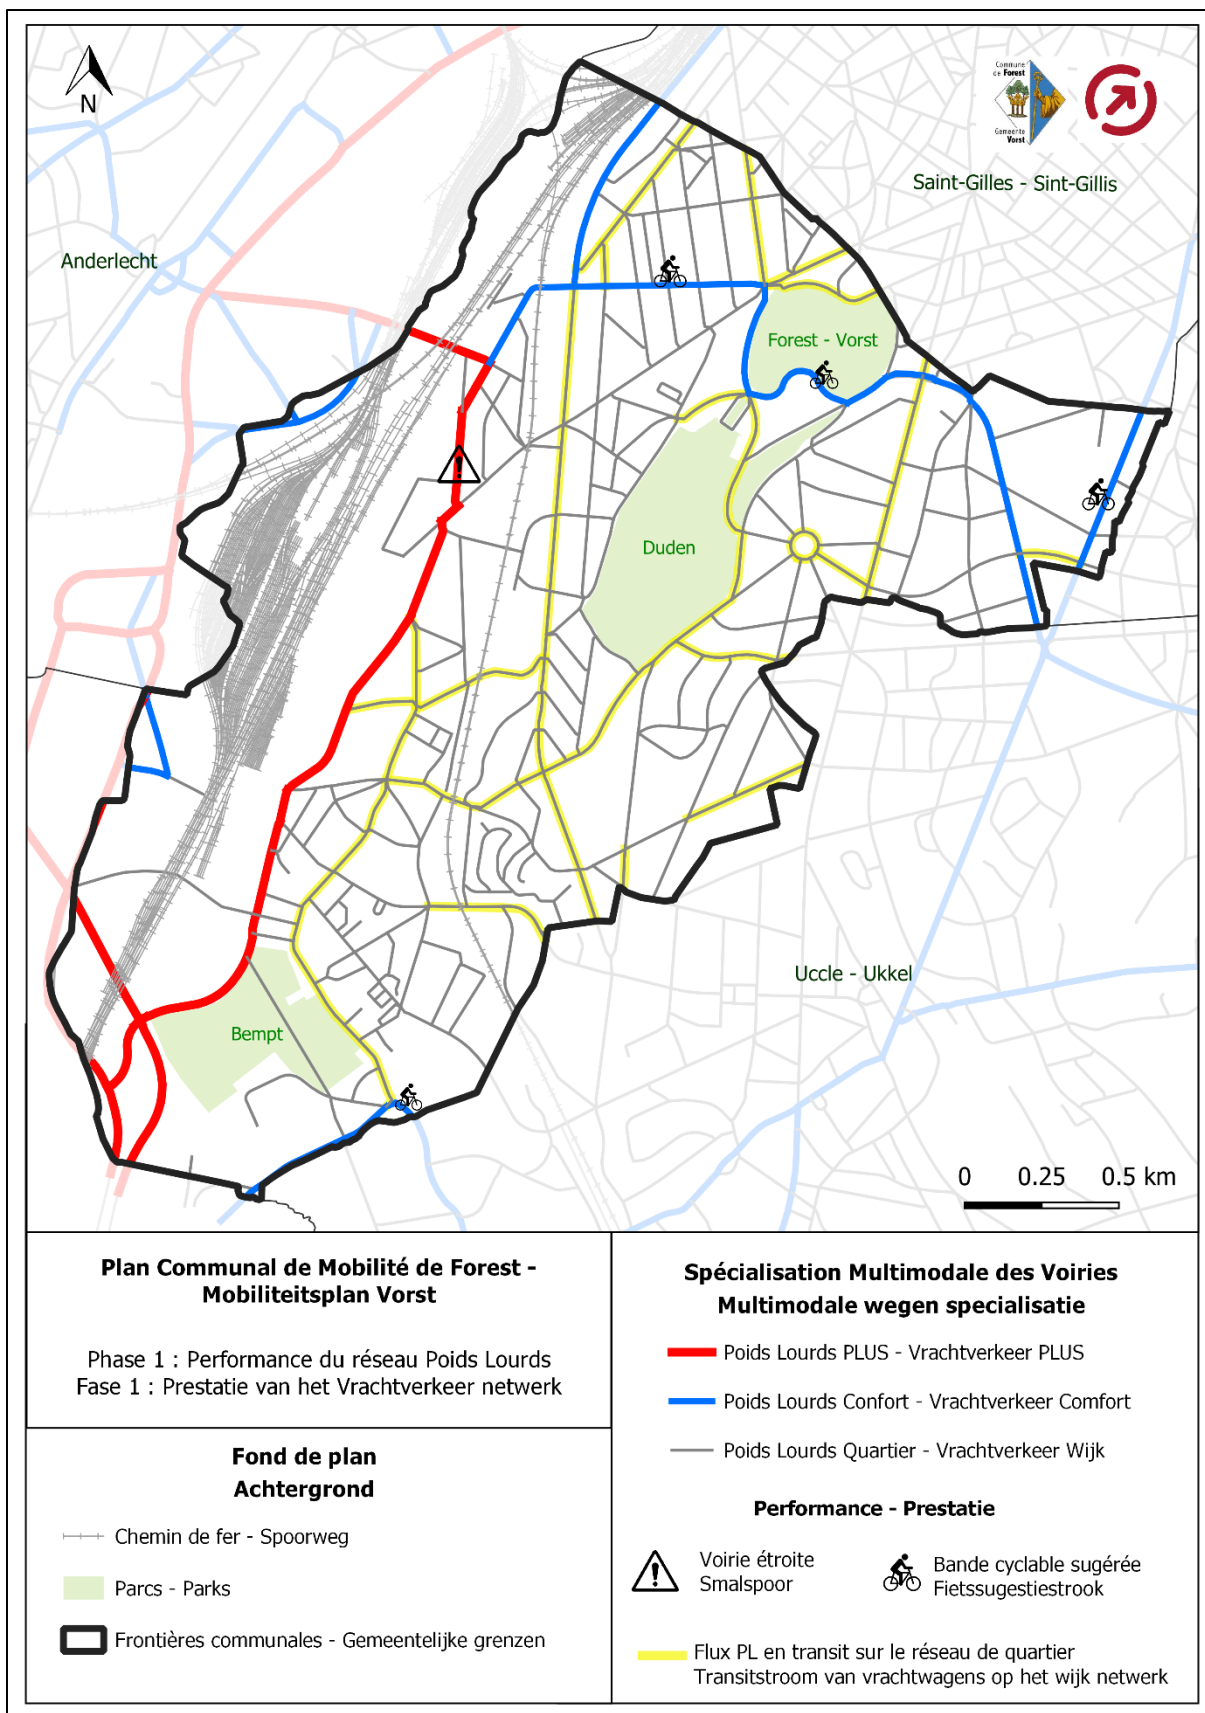 N
Commune
de Forest
Gemeente
Vorst
Saint-Gilles - Sint-Gillis
Anderlecht
Forest - Vorst
Duden
Uccle - Ukkel
Bempt
0 0.25 0.5 km
Plan Communal de Mobilité de Forest -
Mobiliteitsplan Vorst
Phase 1 : Performance du réseau Poids Lourds
Fase 1 : Prestatie van het Vrachtverkeer netwerk
Fond de plan
Achtergrond
Chemin de fer - Spoorweg
Parcs - Parks
Frontières communales - Gemeentelijke grenzen
Spécialisation Multimodale des Voiries
Multimodale wegen specialisatie
Poids Lourds PLUS - Vrachtverkeer PLUS
Poids Lourds Confort - Vrachtverkeer Comfort
Poids Lourds Quartier - Vrachtverkeer Wijk
Performance - Prestatie
Voirie étroite
Smalspoor
Bande cyclable sugérée
Fietssugestiestrook
Flux PL en transit sur le réseau de quartier
Transitstroom van vrachtwagens op het wijk netwerk